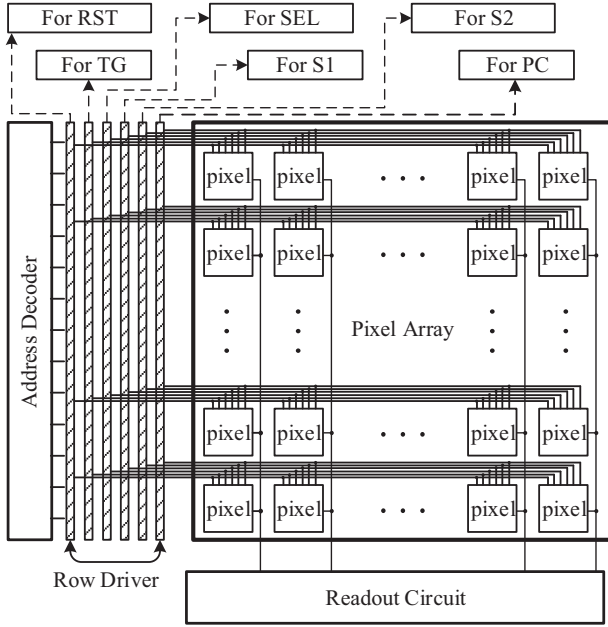 For RST
For SEL
For S2
For TG
For S1
For PC
pixel pixel . . . pixel pixel
pixel pixel . . . pixel pixel
Address Decoder
Pixel Array
pixel pixel . . . pixel pixel
pixel pixel . . . pixel pixel
Row Driver
Readout Circuit